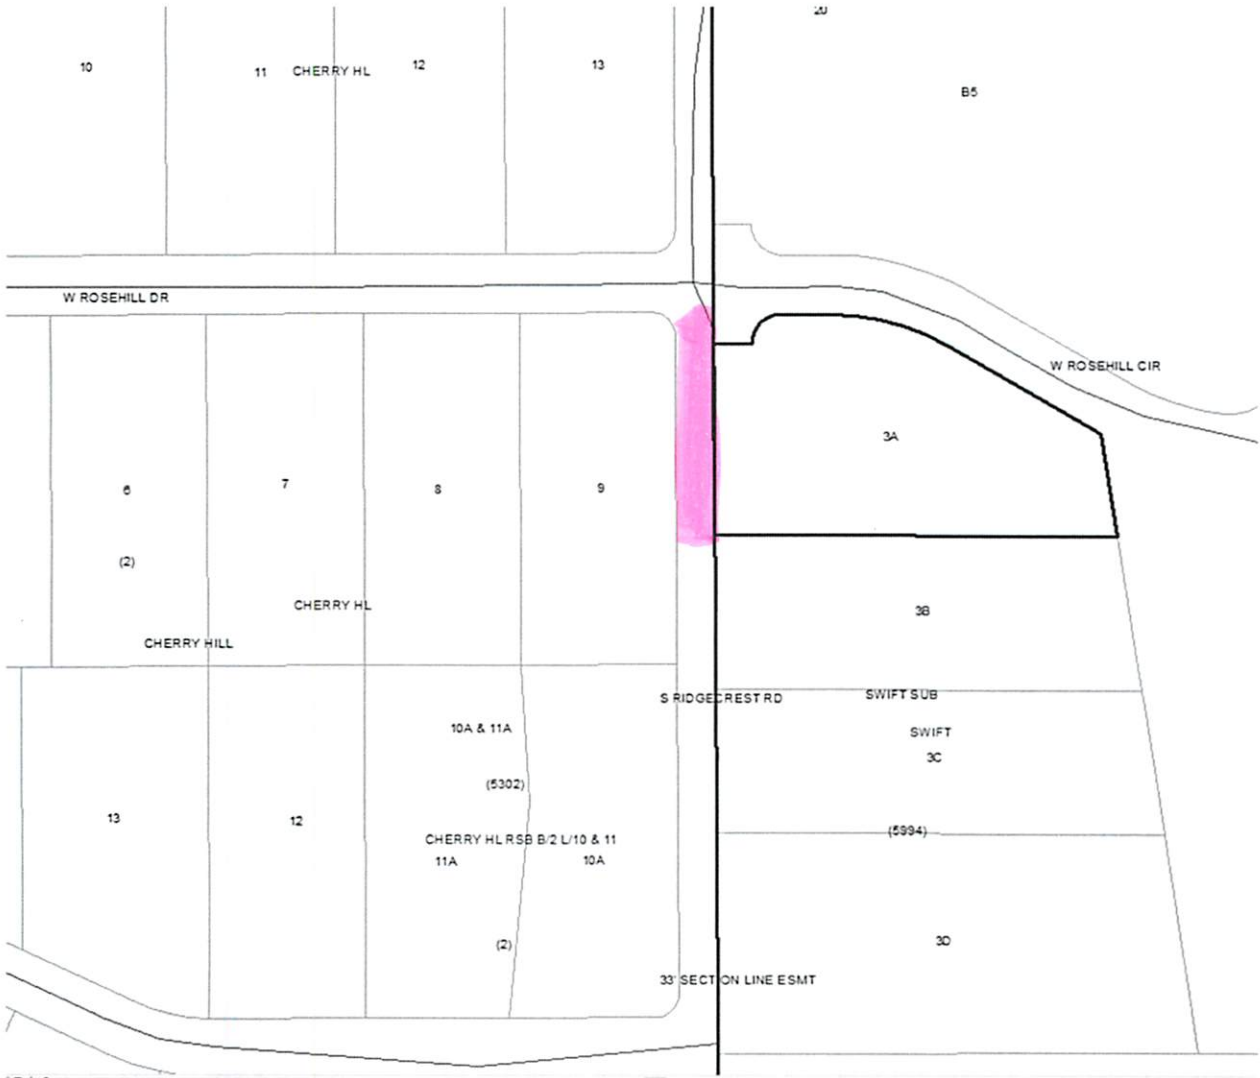 20
10
11 CHERRY HL 12 13
B5
W ROSEHILL DR
W ROSEHILL CIR
3A
6 7 8 9
(2)
CHERRY HL
3B
CHERRY HILL
S RIDGECREST RD
SWIFT SUB
10A & 11A
SWIFT
3C
(5302)
13 12
(5994)
CHERRY HL RSB B/2 L/10 & 11
11A 10A
(2)
3D
33' SECTION LINE ESMT